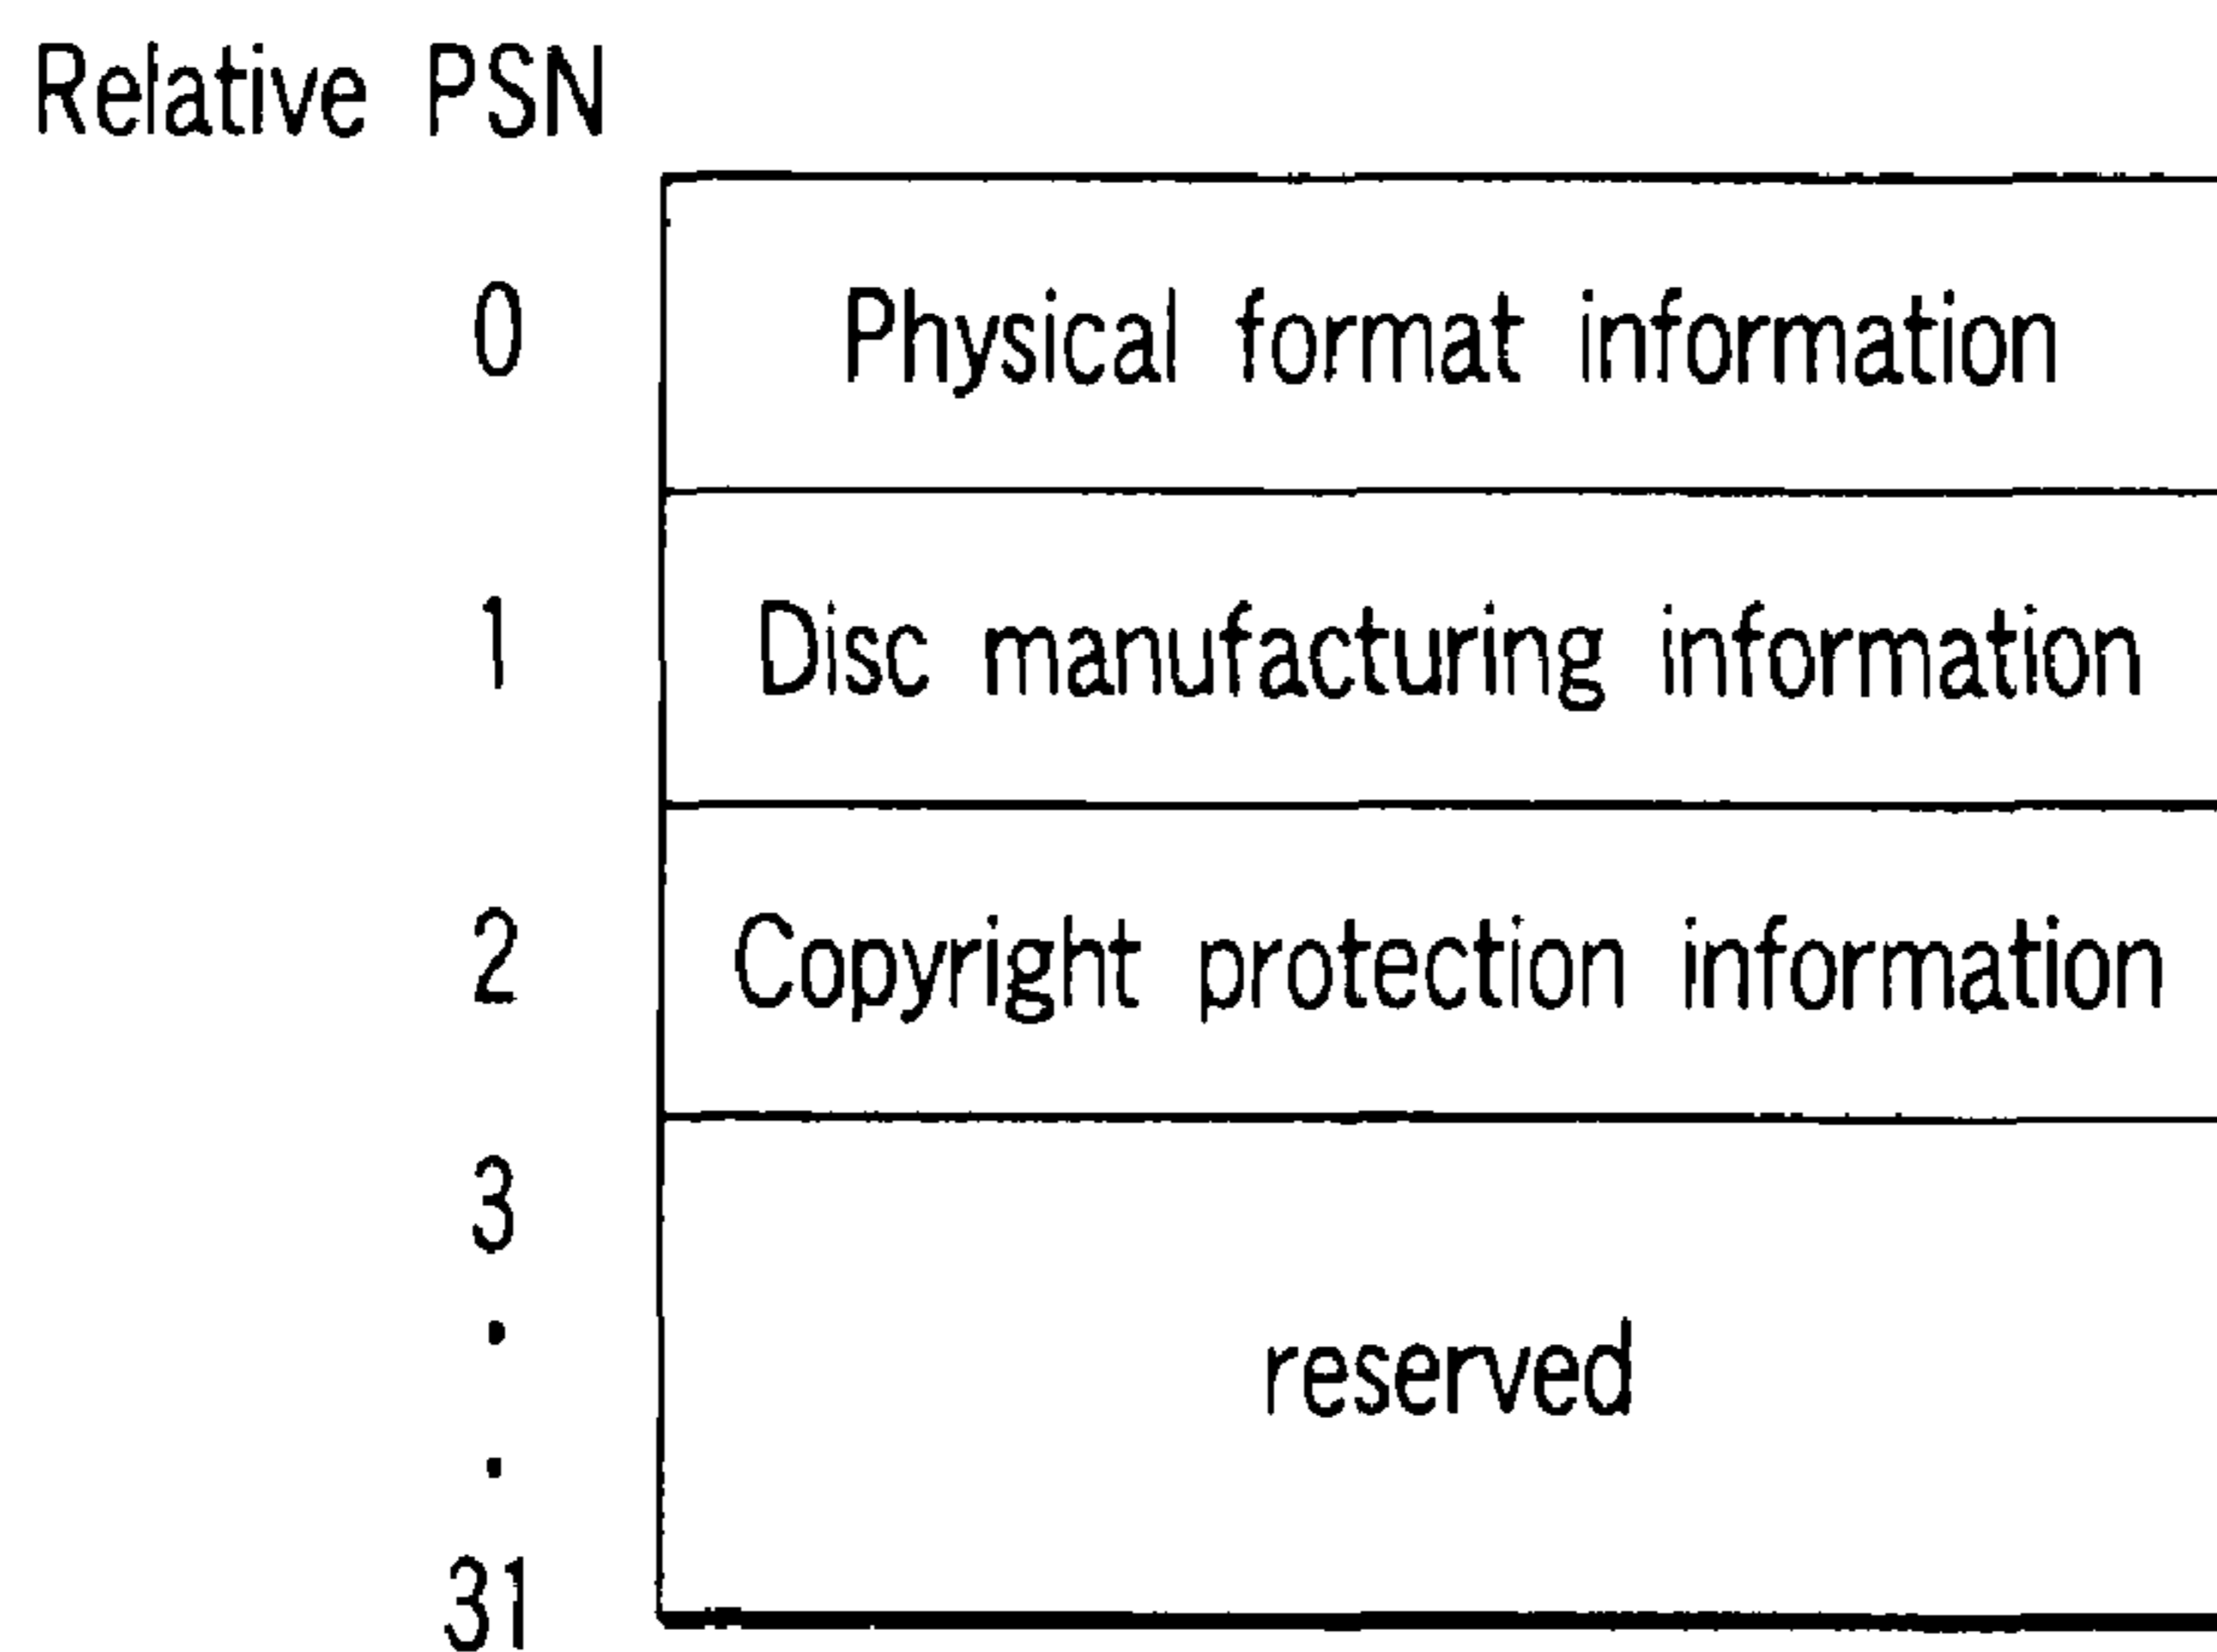 Relative PSN
0 Physical format information
1 Disc manufacturing information
2 Copyright protection information
3
reserved
31